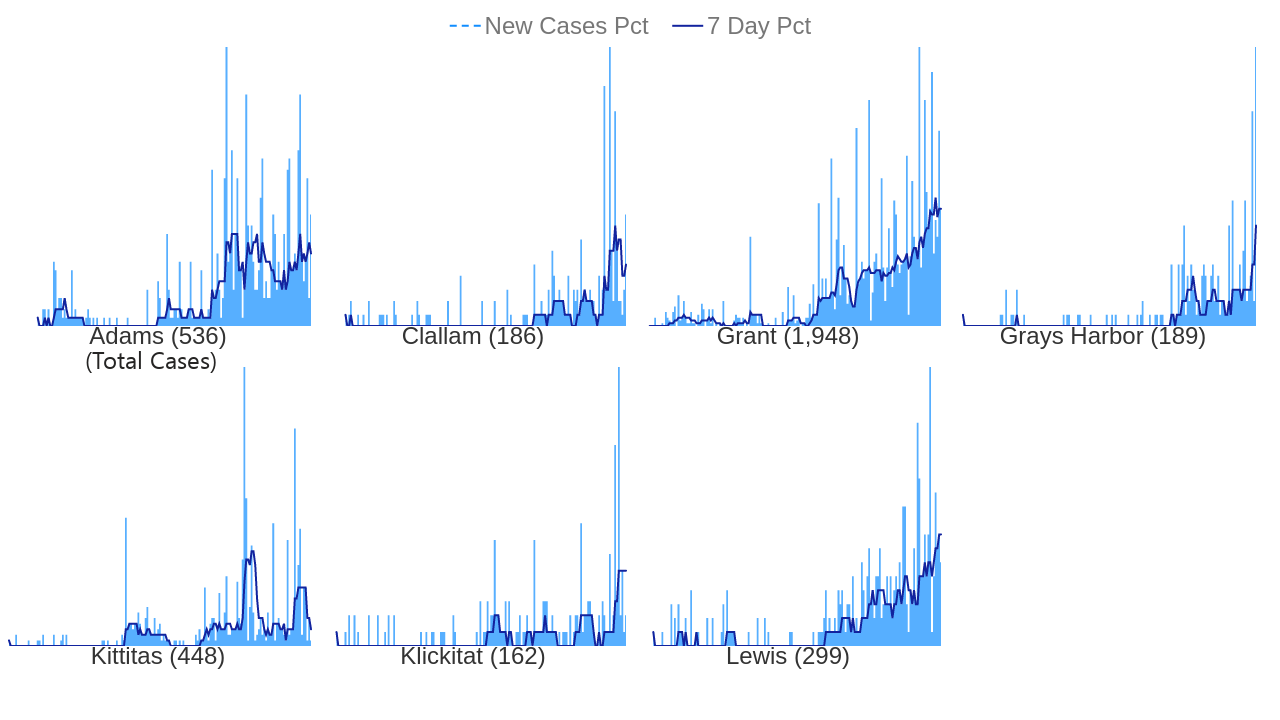 New Cases Pct 7 Day Pct
Adams (536) Clallam (186) Grant (1,948) Grays Harbor (189)
(Total Cases)
Kittitas (448) Klickitat (162) Lewis (299)